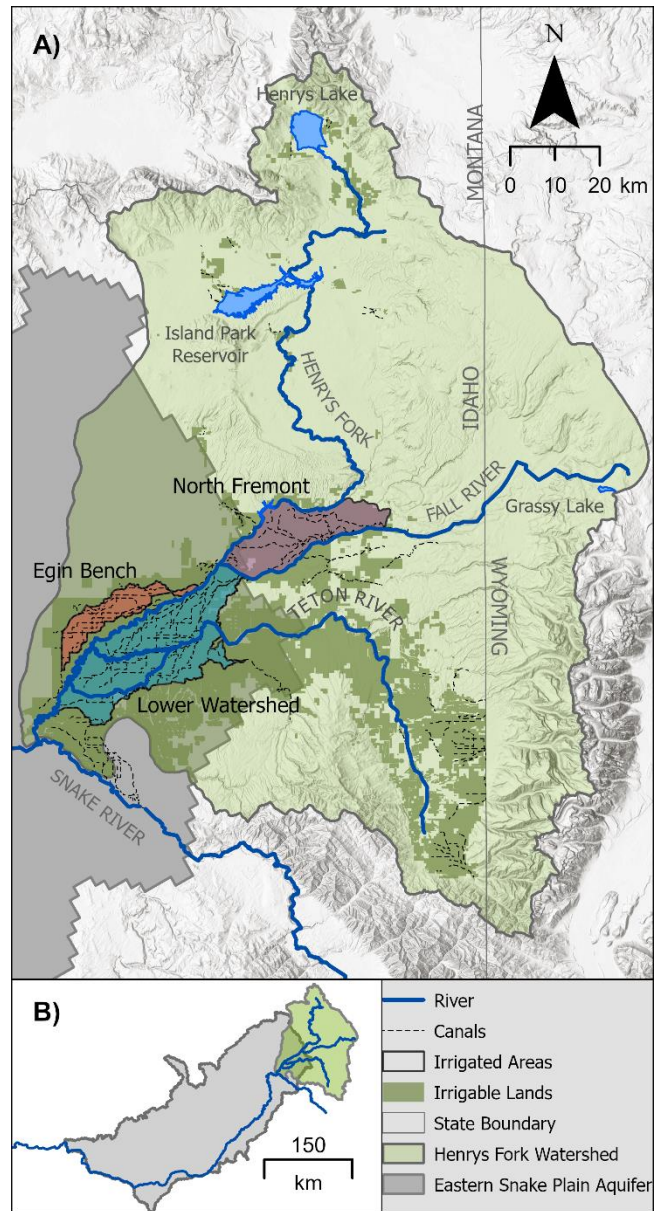 A)
N
Henrys Lake
MONTANA
0 10 20 km
Island Park
Reservoir
HENRYS FORK
IDAHO
North Fremont
FALL RIVER
Grassy Lake
Egin Bench
TETON RIVER
WYOMING
Lower Watershed
SNAKE RIVER
B)
150
km
River
Canals
Irrigated Areas
Irrigable Lands
State Boundary
Henrys Fork Watershed
Eastern Snake Plain Aquifer